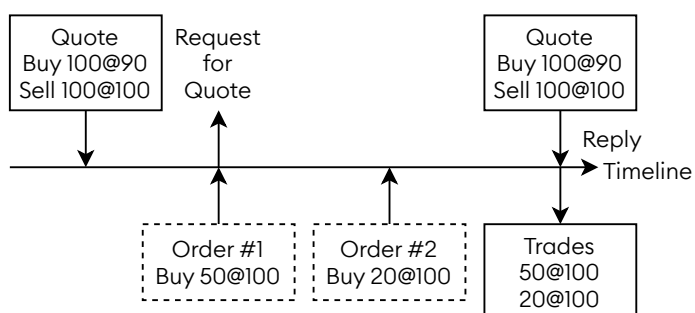 Quote
Buy 100@90
Sell 100@100
Request
for
Quote
Quote
Buy 100@90
Sell 100@100
Reply
Timeline
Order #1
Buy 50@100
Order #2
Buy 20@100
Trades
50@100
20@100